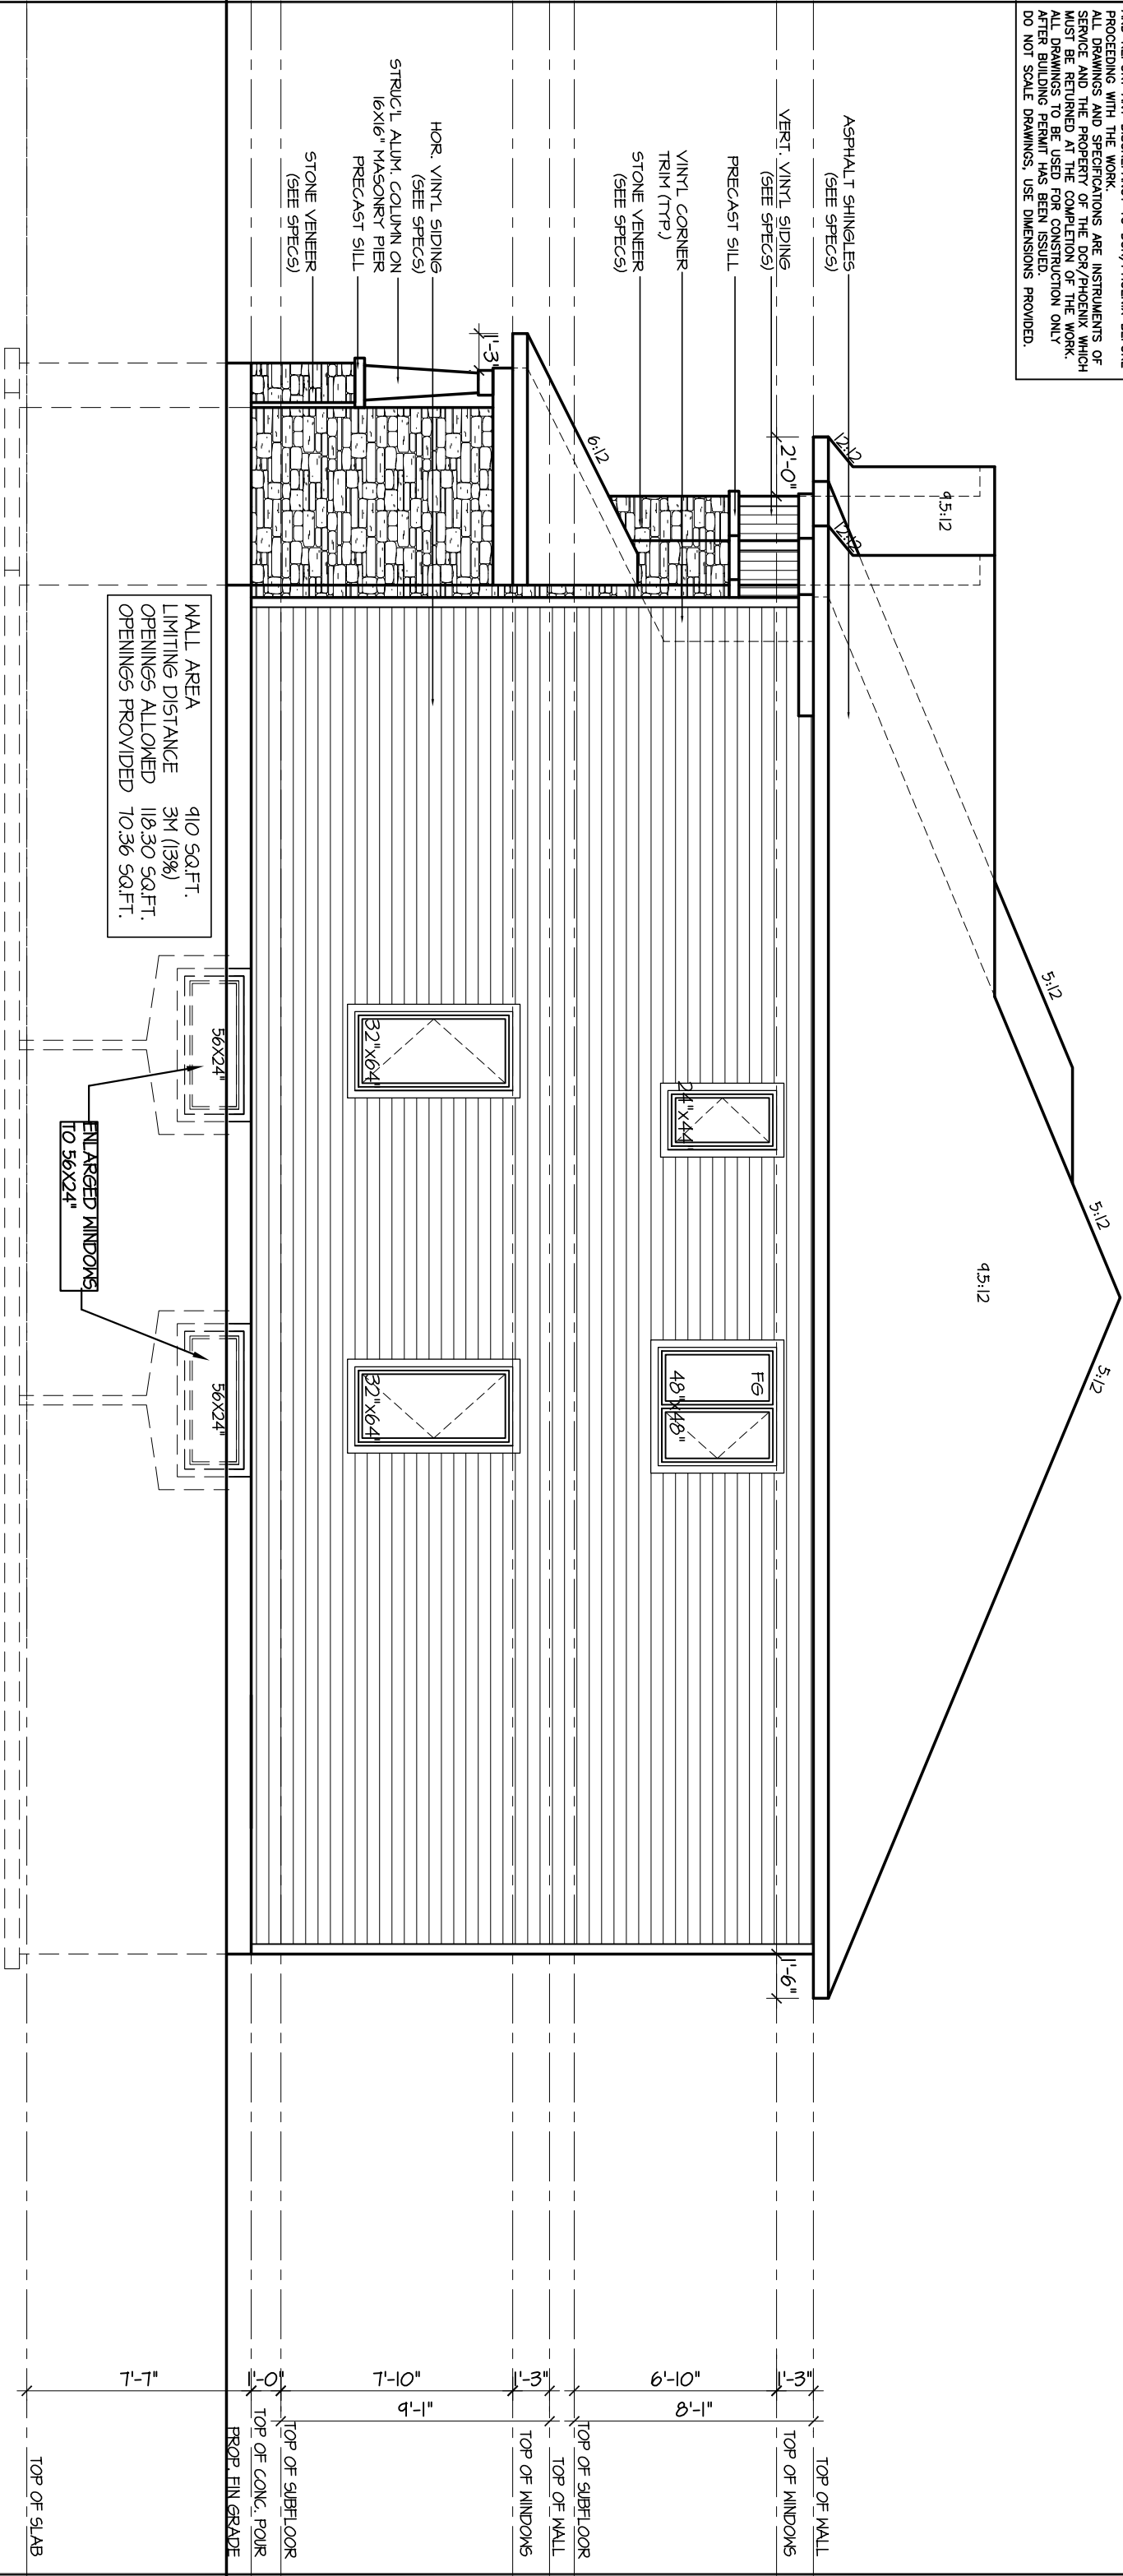 PROCEEDING WITH THE WORK.
ALL DRAWINGS AND SPECIFICATIONS ARE INSTRUMENTS OF
SERVICE AND THE PROPERTY OF THE DCR/PHOENIX WHICH
MUST BE RETURNED AT THE COMPLETION OF THE WORK.
ALL DRAWINGS TO BE USED FOR CONSTRUCTION ONLY
AFTER BUILDING PERMIT HAS BEEN ISSUED.
DO NOT SCALE DRAWINGS, USE DIMENSIONS PROVIDED.
ASPHALT SHINGLES
(SEE SPECS)
VERT. VINYL SIDING
(SEE SPECS)
PRECAST SILL
VINYL CORNER
TRIM (TYP.)
STONE VENEER
(SEE SPECS)
HOR. VINYL SIDING
(SEE SPECS)
STRUC'L ALUM. COLUMN ON
16X16" MASONRY PIER
PRECAST SILL
STONE VENEER
(SEE SPECS)
1'-3"
6:12
2'-0"
12:12
12:12
9.5:12
5:12
5:12
9.5:12
5:12
1'-6"
24"x44"
FG
48"x48"
32"x64"
32"x64"
56X24"
56X24"
WALL AREA 910 SQ.FT.
LIMITING DISTANCE 3M (13%)
OPENINGS ALLOWED 118.30 SQ.FT.
OPENINGS PROVIDED 70.36 SQ.FT.
ENLARGED WINDOWS
TO 56X24"
1'-3"
6'-10"
8'-1"
1'-3"
7'-10"
9'-1"
1'-0"
7'-7"
TOP OF WALL
TOP OF WINDOWS
TOP OF SUBFLOOR
TOP OF WALL
TOP OF WINDOWS
TOP OF SUBFLOOR
TOP OF CONC. POUR
PROP. FIN GRADE
TOP OF SLAB